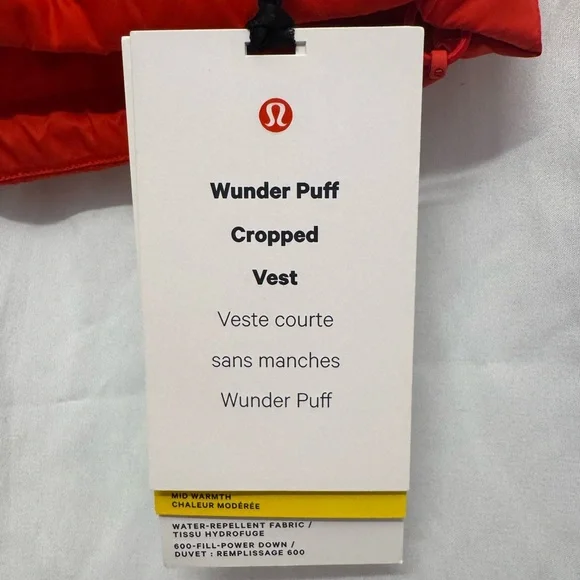 Wunder Puff
Cropped
Vest
Veste courte
sans manches
Wunder Puff
MID WARMTH
CHALEUR MODÉRÉE
WATER-REPELLENT FABRIC /
TISSU HYDROFUGE
600-FILL-POWER DOWN /
DUVET : REMPLISSAGE 600